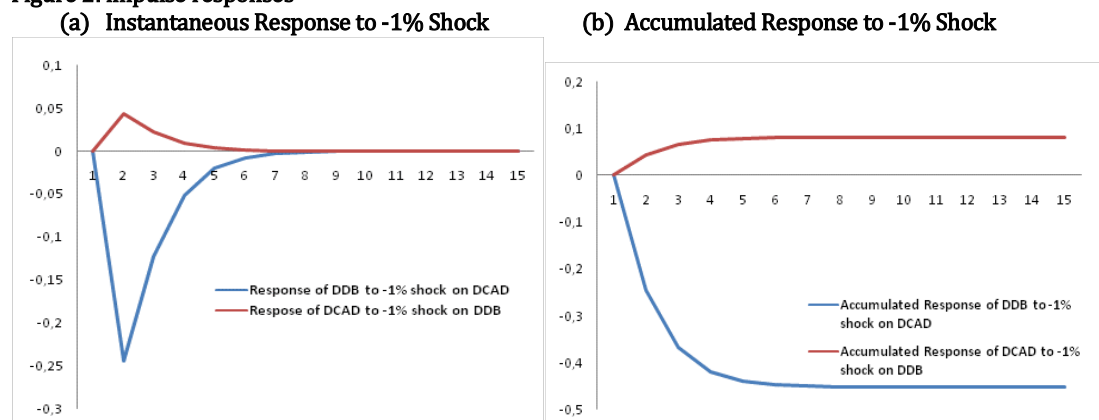 Figure 2: Impulse responses
(a) Instantaneous Response to -1% Shock
(b) Accumulated Response to -1% Shock
0,1
0,05
0
-0,05
-0,1
-0,15
-0,2
-0,25
-0,3
1 2 3 4 5 6 7 8 9 10 11 12 13 14 15
Response of DDB to -1% shock on DCAD
Respose of DCAD to -1% shock on DDB
0,2
0,1
0
-0,1
-0,2
-0,3
-0,4
-0,5
1 2 3 4 5 6 7 8 9 10 11 12 13 14 15
Accumulated Response of DDB to -1%
shock on DCAD
Accumulated Response of DCAD to -1%
shock on DDB